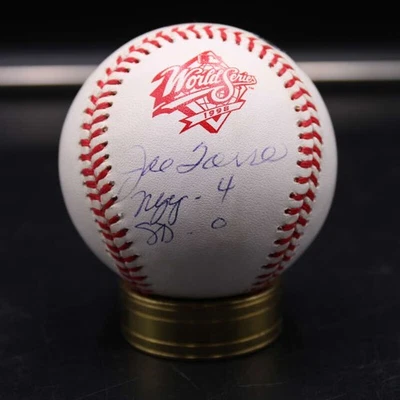 World Series
1998
Joe Torre
NYY - 4
SD - 0